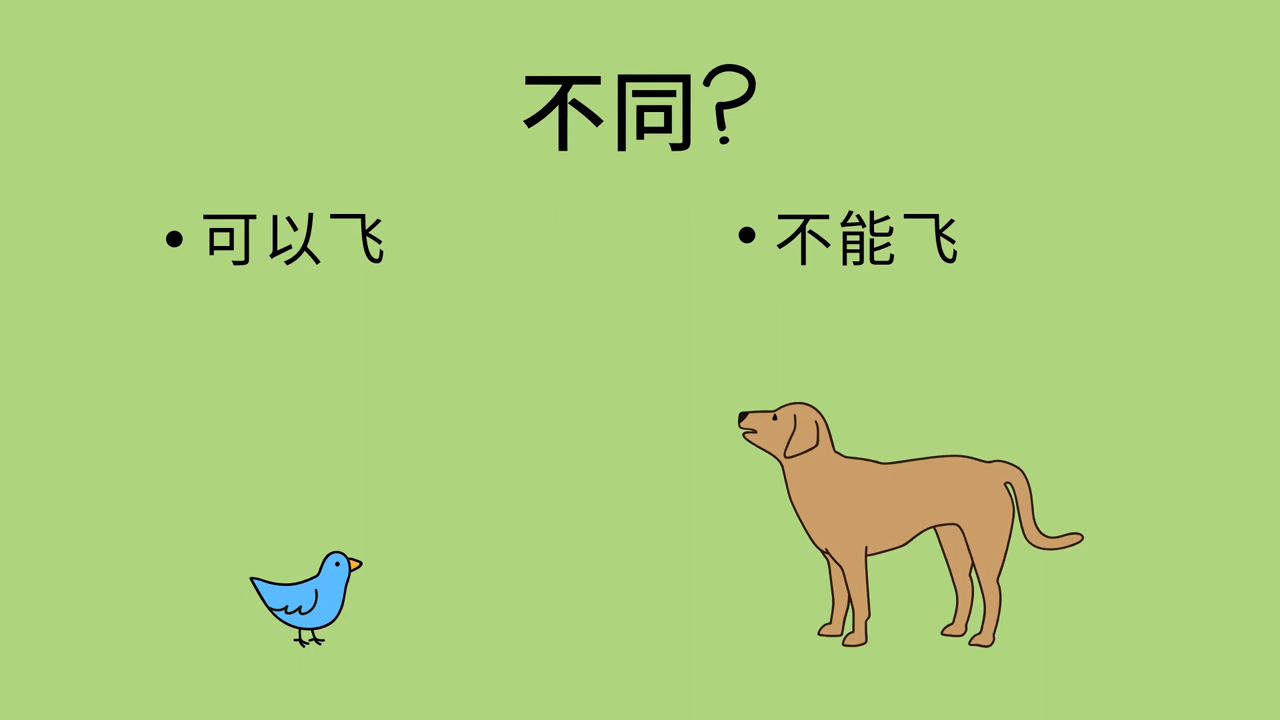 不同?
• 可以飞
• 不能飞